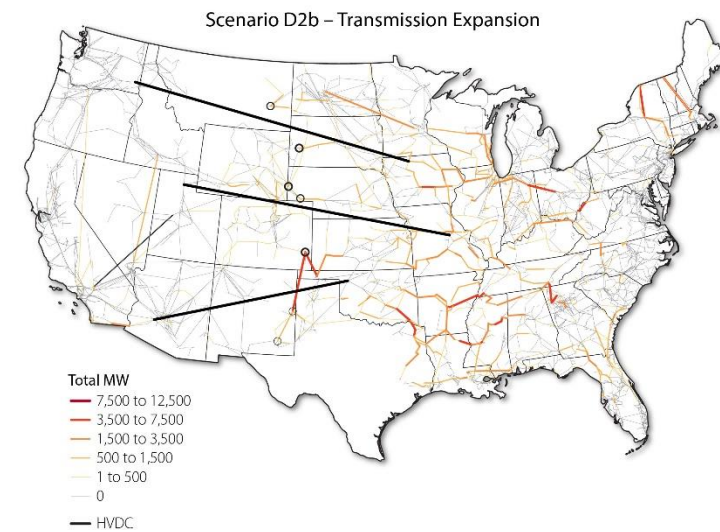 Scenario D2b – Transmission Expansion
Total MW
7,500 to 12,500
3,500 to 7,500
1,500 to 3,500
500 to 1,500
1 to 500
0
HVDC